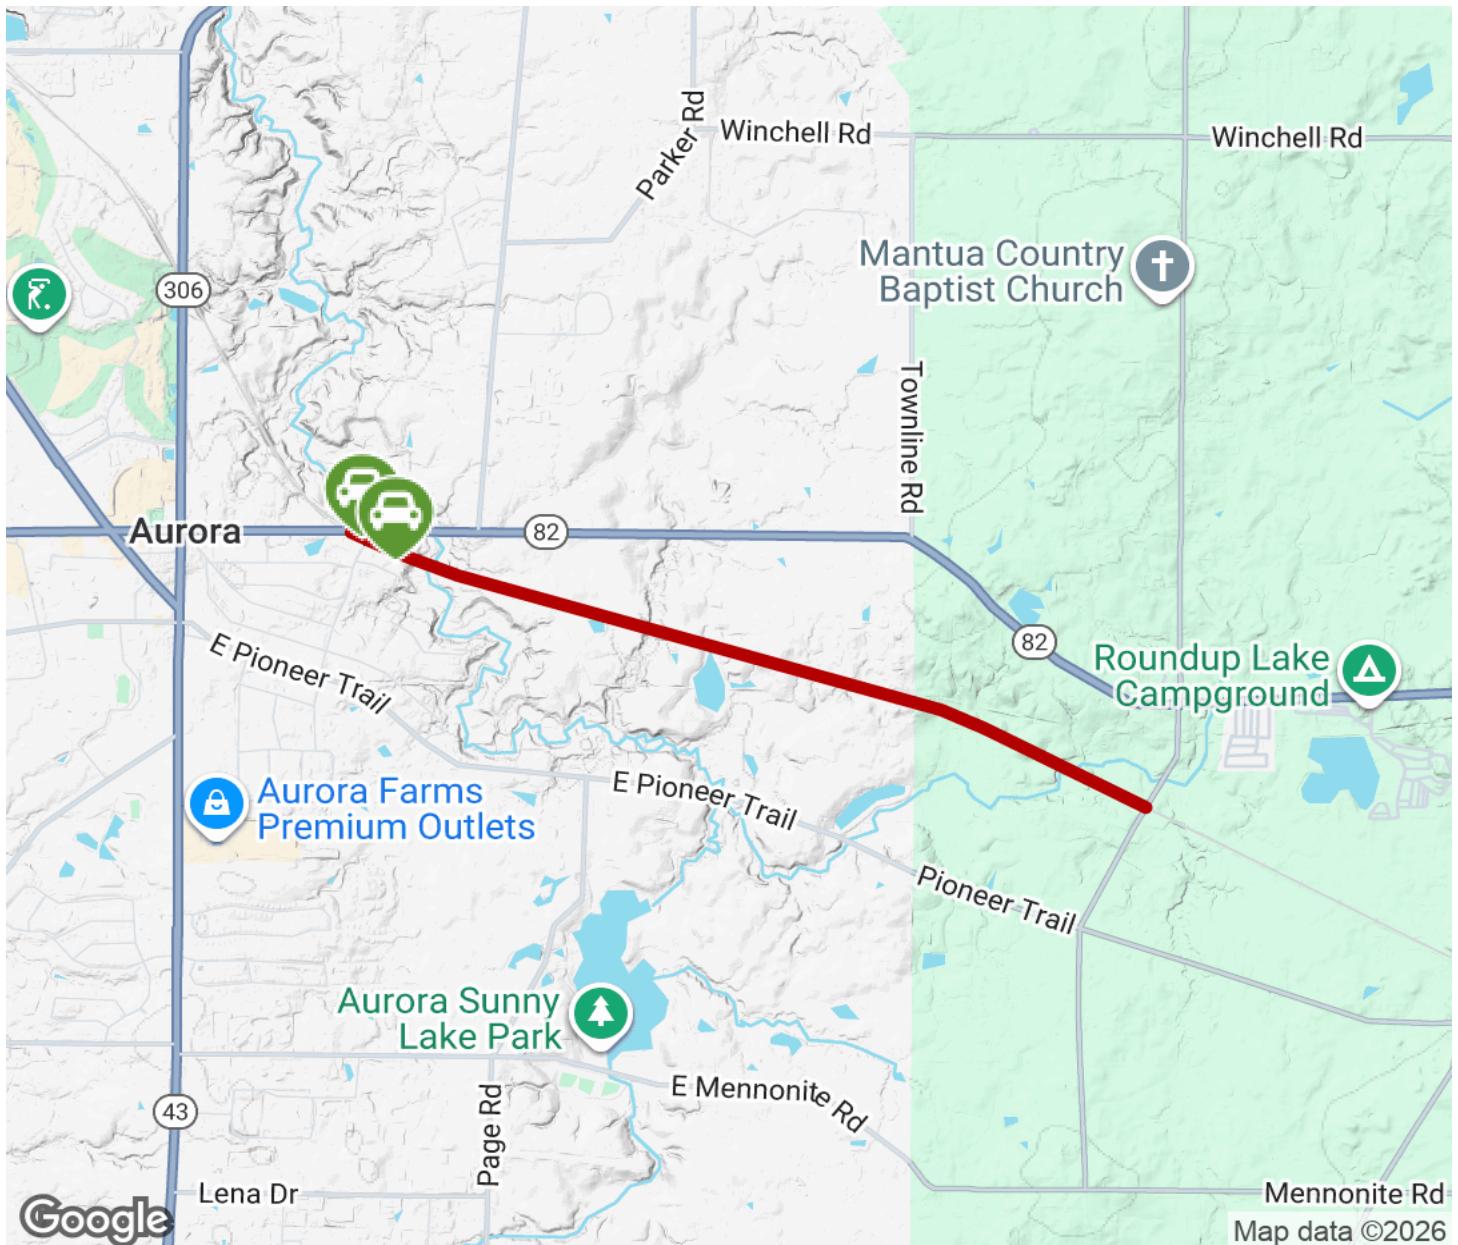 Parker Rd
Winchell Rd
Winchell Rd
Mantua Country
Baptist Church
306
Townline Rd
Aurora
82
E Pioneer Trail
82
Roundup Lake
Campground
E Pioneer Trail
Aurora Farms
Premium Outlets
Pioneer Trail
Aurora Sunny
Lake Park
E Mennonite Rd
Page Rd
43
Lena Dr
Mennonite Rd
Google
Map data ©2026